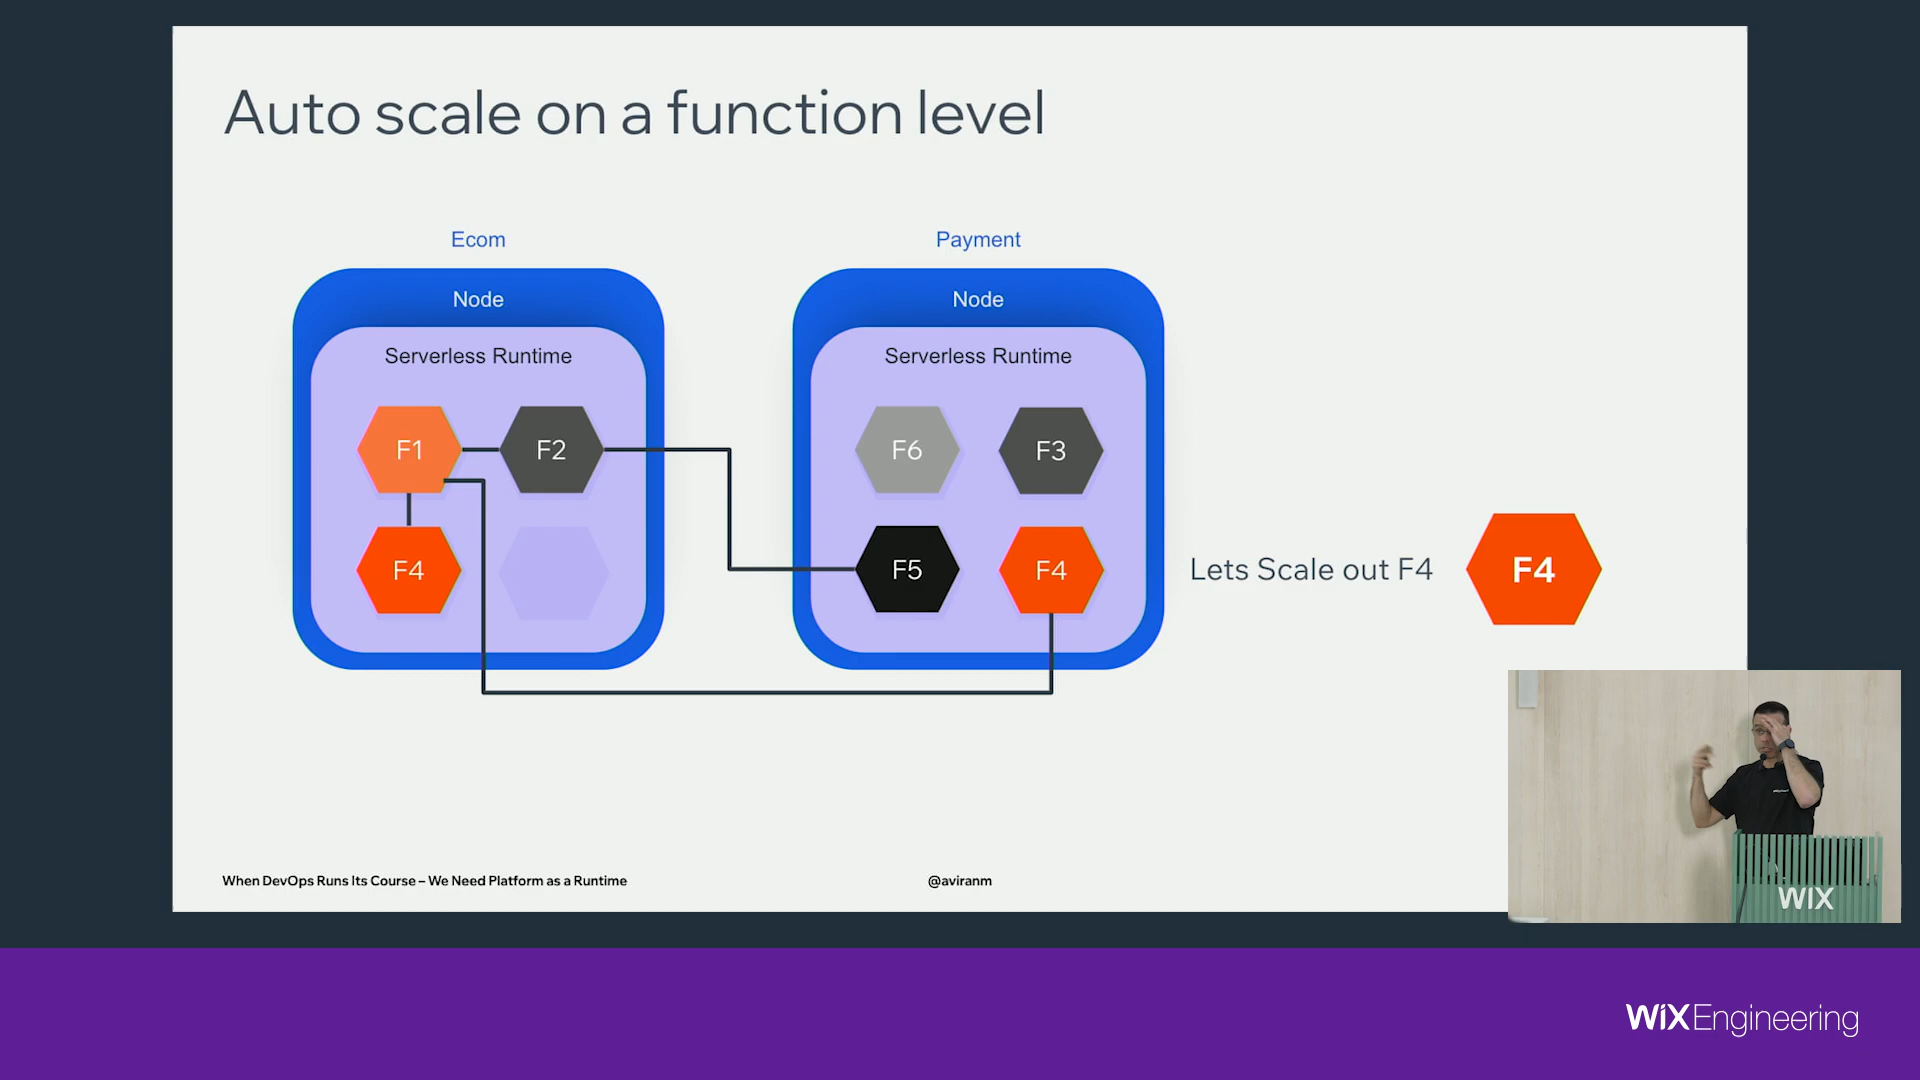 Auto scale on a function level
Ecom
Payment
Node
Node
Serverless Runtime
Serverless Runtime
F1
F2
F6
F3
F4
F5
F4
Lets Scale out F4
F4
When DevOps Runs Its Course – We Need Platform as a Runtime
@aviranm
WIX
WIX Engineering